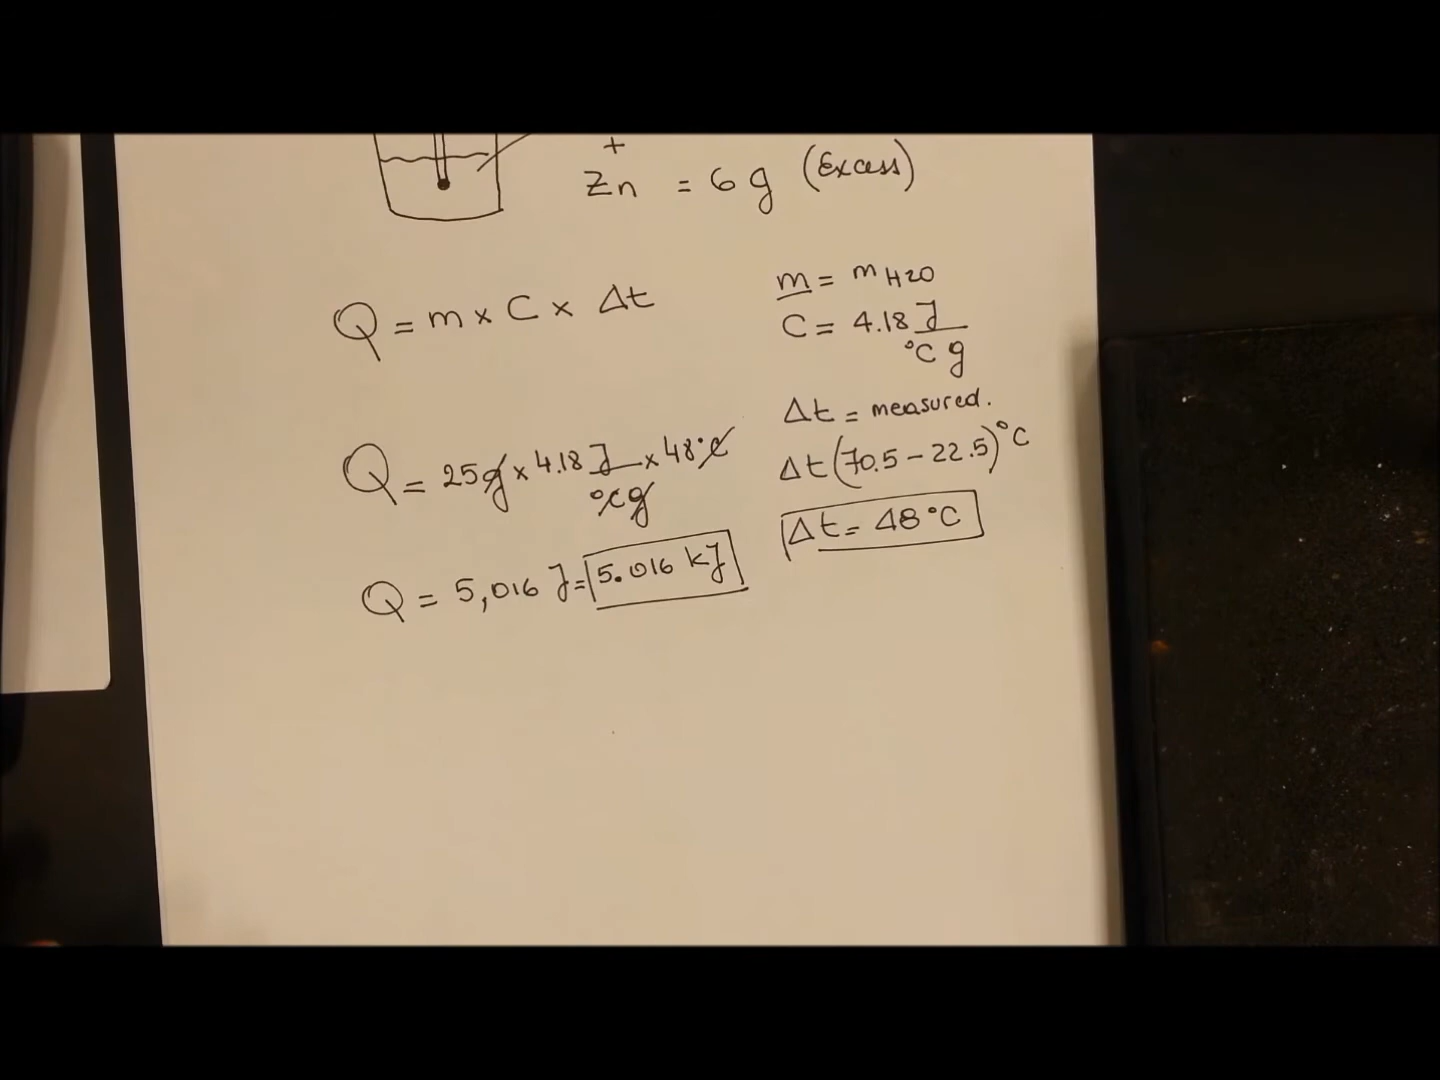 +
Zn = 6 g (Excess)
Q = m x C x Δt
m = mH2O
C = 4.18 J
°C g
Δt = measured.
Δt (70.5 - 22.5)°C
Δt = 48°C
Q = 25g x 4.18 J x 48°C
°C g
Q = 5,016 J = 5.016 kJ